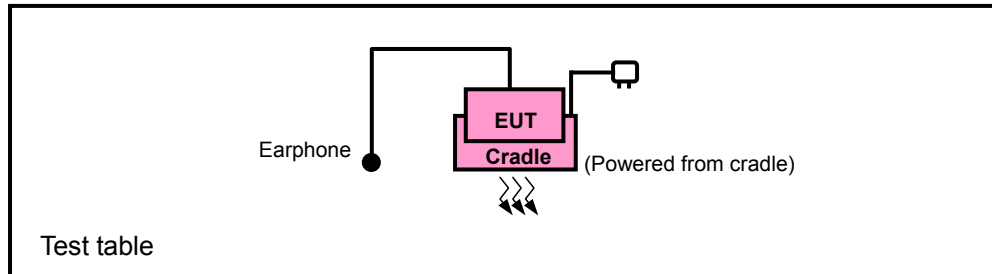 EUT
Earphone
Cradle
(Powered from cradle)
Test table